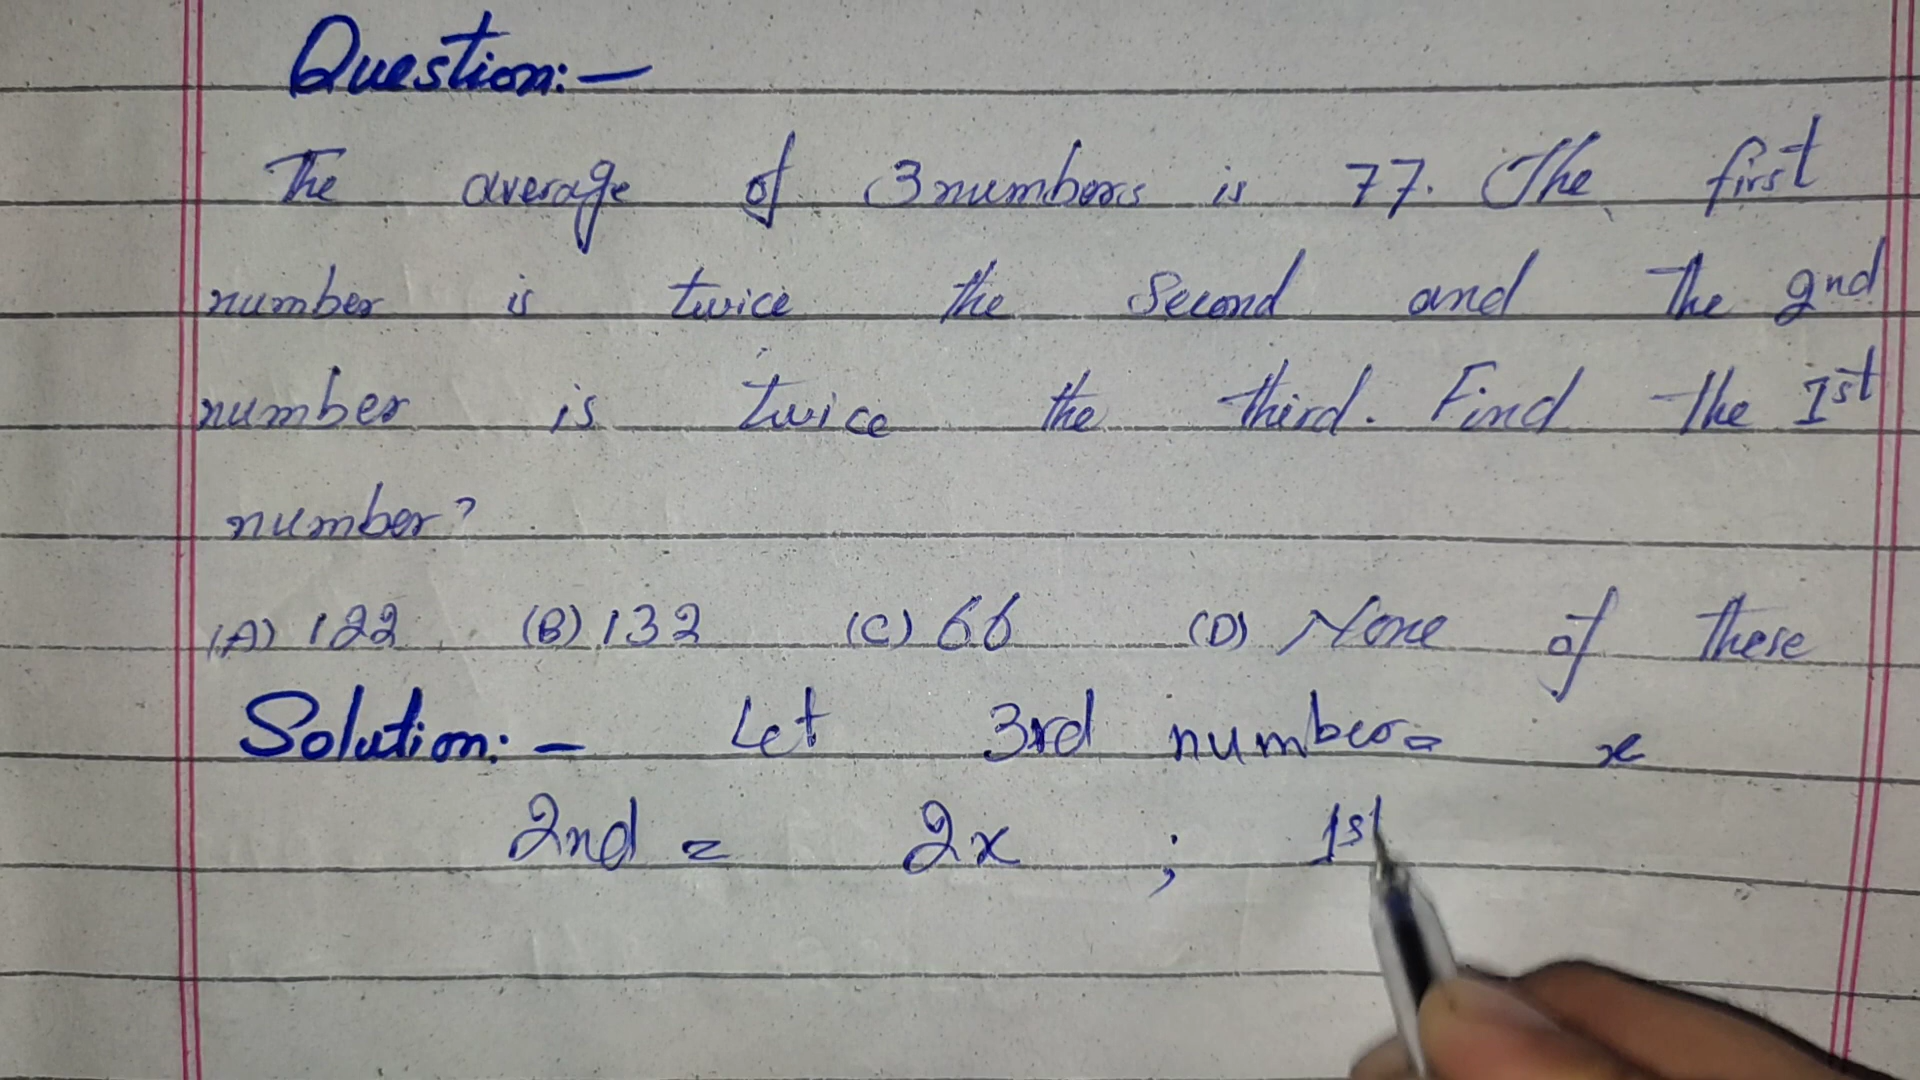 Question:-
The average of 3 numbers is 77. The first
number is twice the Second and the 2nd
number is twice the third. Find the 1st
number?
(A) 122 (B) 132 (C) 66 (D) None of these
Solution:- Let 3rd number = x
2nd = 2x ; 1st